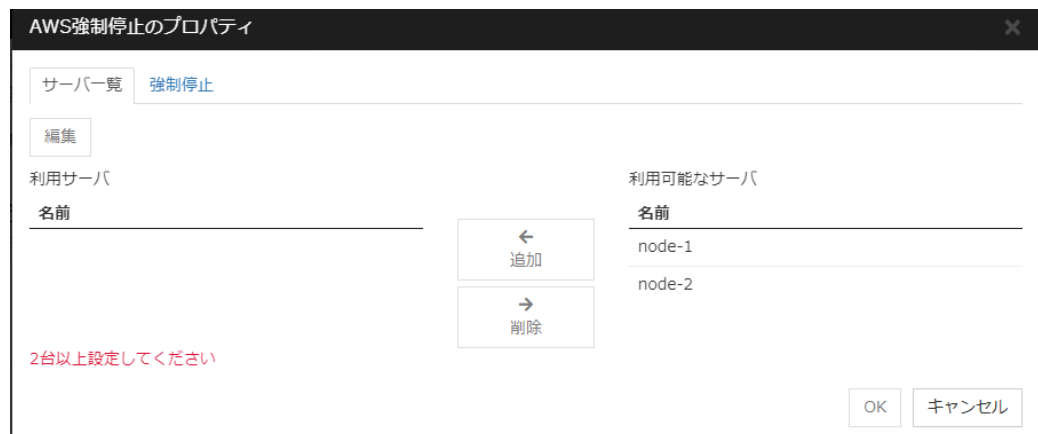 AWS強制停止のプロパティ
サーバ一覧 強制停止
編集
利用サーバ
名前
追加
削除
利用可能なサーバ
名前
node-1
node-2
2台以上設定してください
OK キャンセル